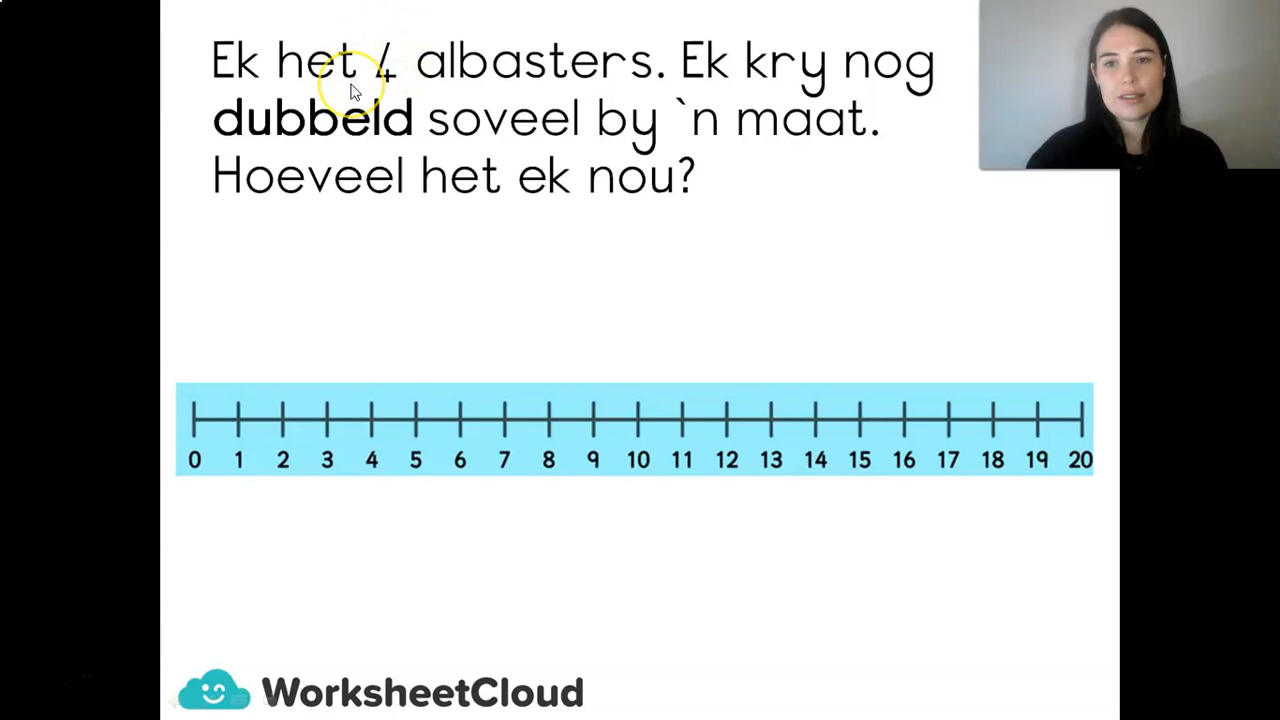 Ek het 4 albasters. Ek kry nog
dubbeld soveel by `n maat.
Hoeveel het ek nou?
0 1 2 3 4 5 6 7 8 9 10 11 12 13 14 15 16 17 18 19 20
WorksheetCloud